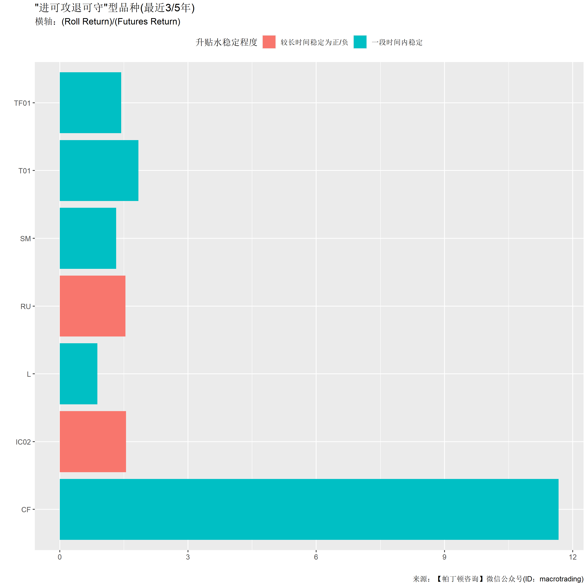 "进可攻退可守"型品种(最近3/5年)
横轴：(Roll Return)/(Futures Return)
升贴水稳定程度 较长时间稳定为正/负 一段时间内稳定
TF01
T01
SM
RU
L
IC02
CF
0 3 6 9 12
来源：【帕丁顿咨询】微信公众号(ID：macrotrading)